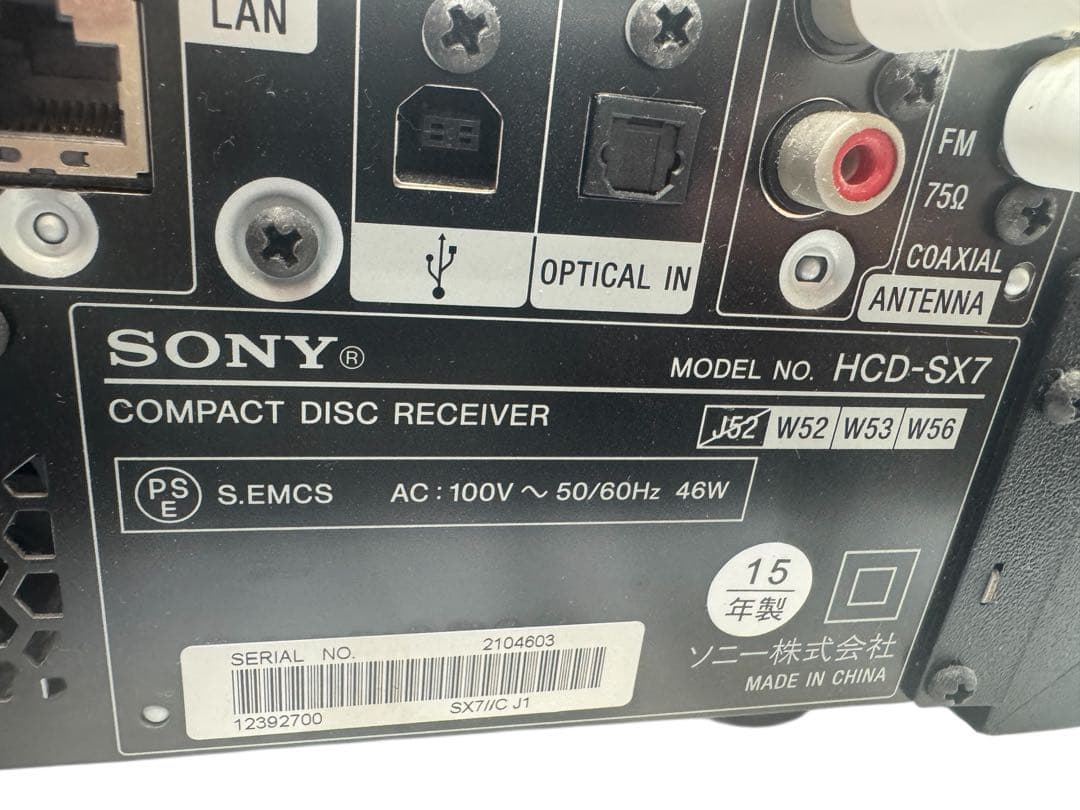 LAN
OPTICAL IN
FM
75Ω
COAXIAL
ANTENNA
SONY®
MODEL NO. HCD-SX7
COMPACT DISC RECEIVER
J52 W52 W53 W56
PSE S.EMCS AC : 100V ～ 50/60Hz 46W
15
年製
ソニー株式会社
MADE IN CHINA
SERIAL NO. 2104603
12392700 SX7//C J1